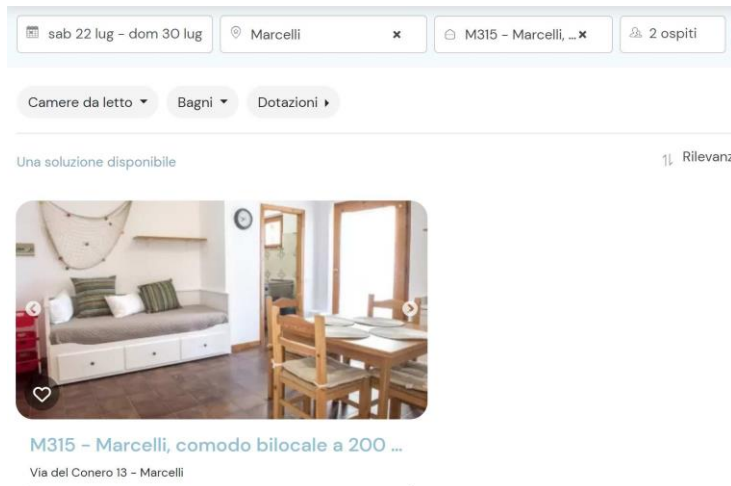 sab 22 lug - dom 30 lug
Marcelli
M315 - Marcelli, ...
2 ospiti
Camere da letto
Bagni
Dotazioni
Una soluzione disponibile
Rilevanz
M315 - Marcelli, comodo bilocale a 200 ...
Via del Conero 13 - Marcelli